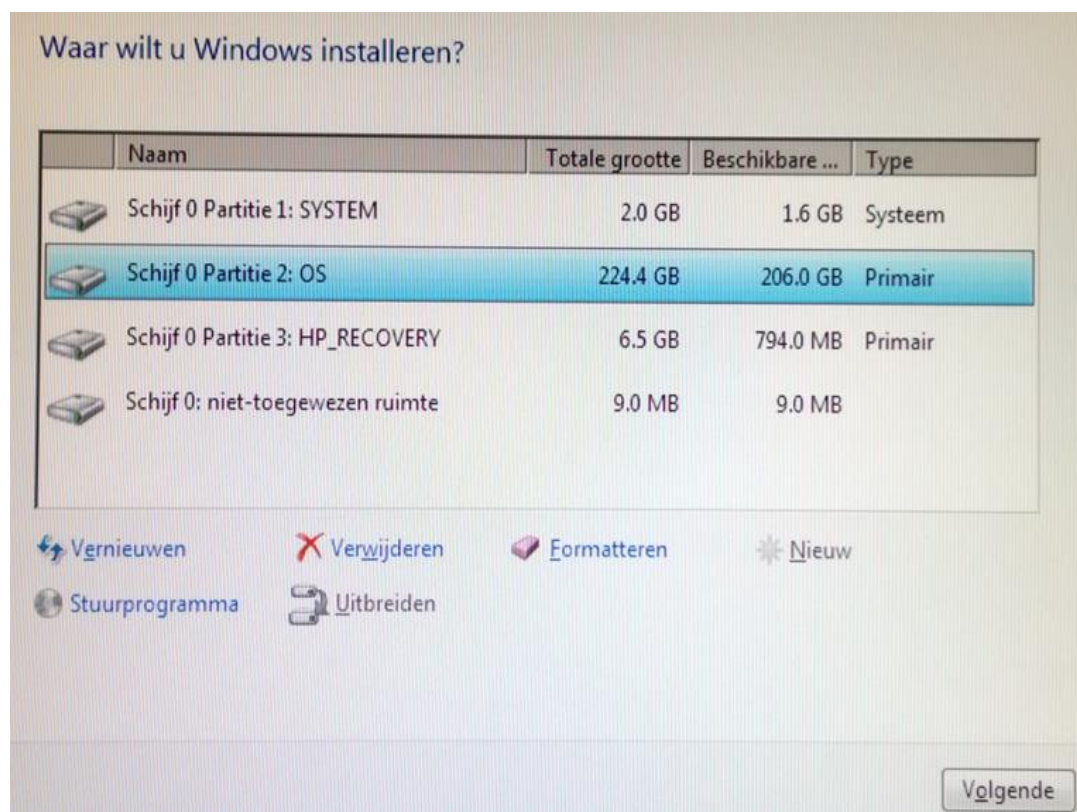 Waar wilt u Windows installeren?
Naam Totale grootte Beschikbare ... Type
Schijf 0 Partitie 1: SYSTEM 2.0 GB 1.6 GB Systeem
Schijf 0 Partitie 2: OS 224.4 GB 206.0 GB Primair
Schijf 0 Partitie 3: HP_RECOVERY 6.5 GB 794.0 MB Primair
Schijf 0: niet-toegewezen ruimte 9.0 MB 9.0 MB
Vernieuwen Verwijderen Formatteren Nieuw
Stuurprogramma Uitbreiden
Volgende